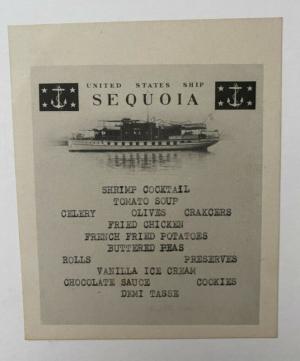 UNITED STATES SHIP
SEQUOIA
SHRIMP COCKTAIL
TOMATO SOUP
CELERY OLIVES CRAKCERS
FRIED CHICKEN
FRENCH FRIED POTATOES
BUTTERED PEAS
ROLLS PRESERVES
VANILLA ICE CREAM
CHOCOLATE SAUCE COOKIES
DEMI TASSE